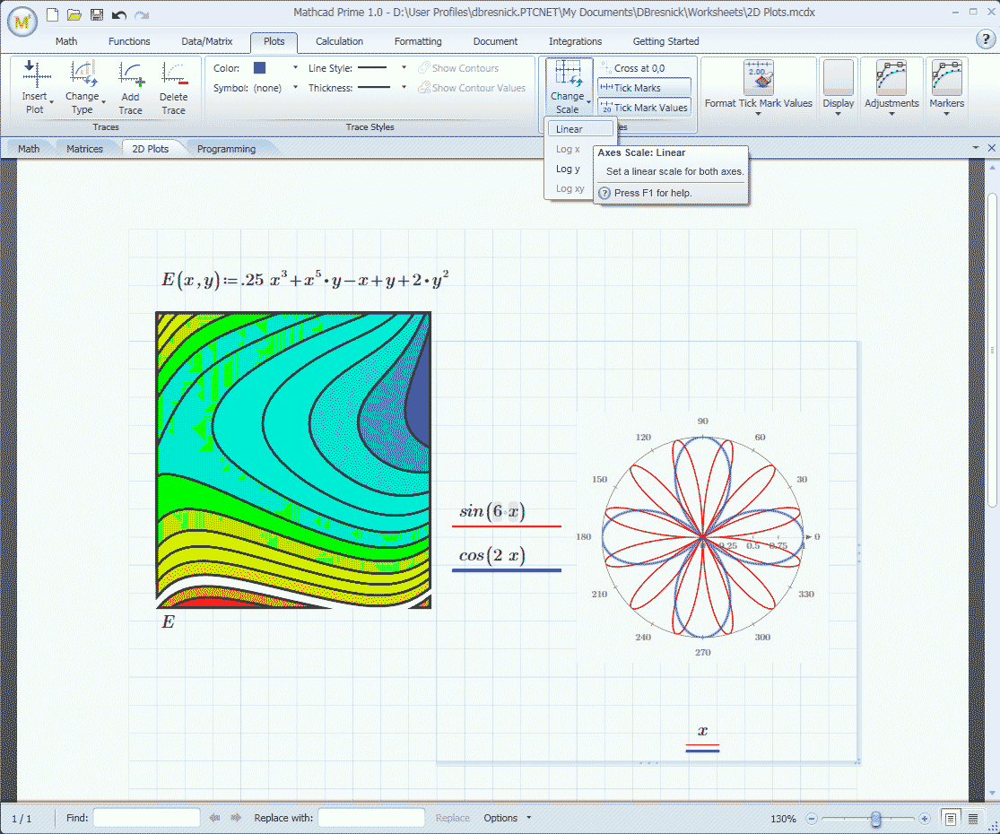 Mathcad Prime 1.0 - D:\User Profiles\dbresnick.PTCNET\My Documents\DBresnick\Worksheets\2D Plots.mcdx
Math Functions Data/Matrix Plots Calculation Formatting Document Integrations Getting Started
Insert Plot
Change Type
Add Trace
Delete Trace
Traces
Color: Line Style: Show Contours
Symbol: (none) Thickness: Show Contour Values
Trace Styles
Change Scale
Cross at 0,0
Tick Marks
20 Tick Mark Values
2.00
Format Tick Mark Values
Display
Adjustments
Markers
Math Matrices 2D Plots Programming
Linear
Log x
Log y
Log xy
Axes Scale: Linear
Set a linear scale for both axes.
? Press F1 for help.
E(x,y):=.25 x³+x⁵·y−x+y+2·y²
E
sin(6·x)
cos(2 x)
90
120 60
150 30
180 0.25 0.5 0.75 1 0
210 330
240 300
270
x
1 / 1 Find: Replace with: Replace Options 130%